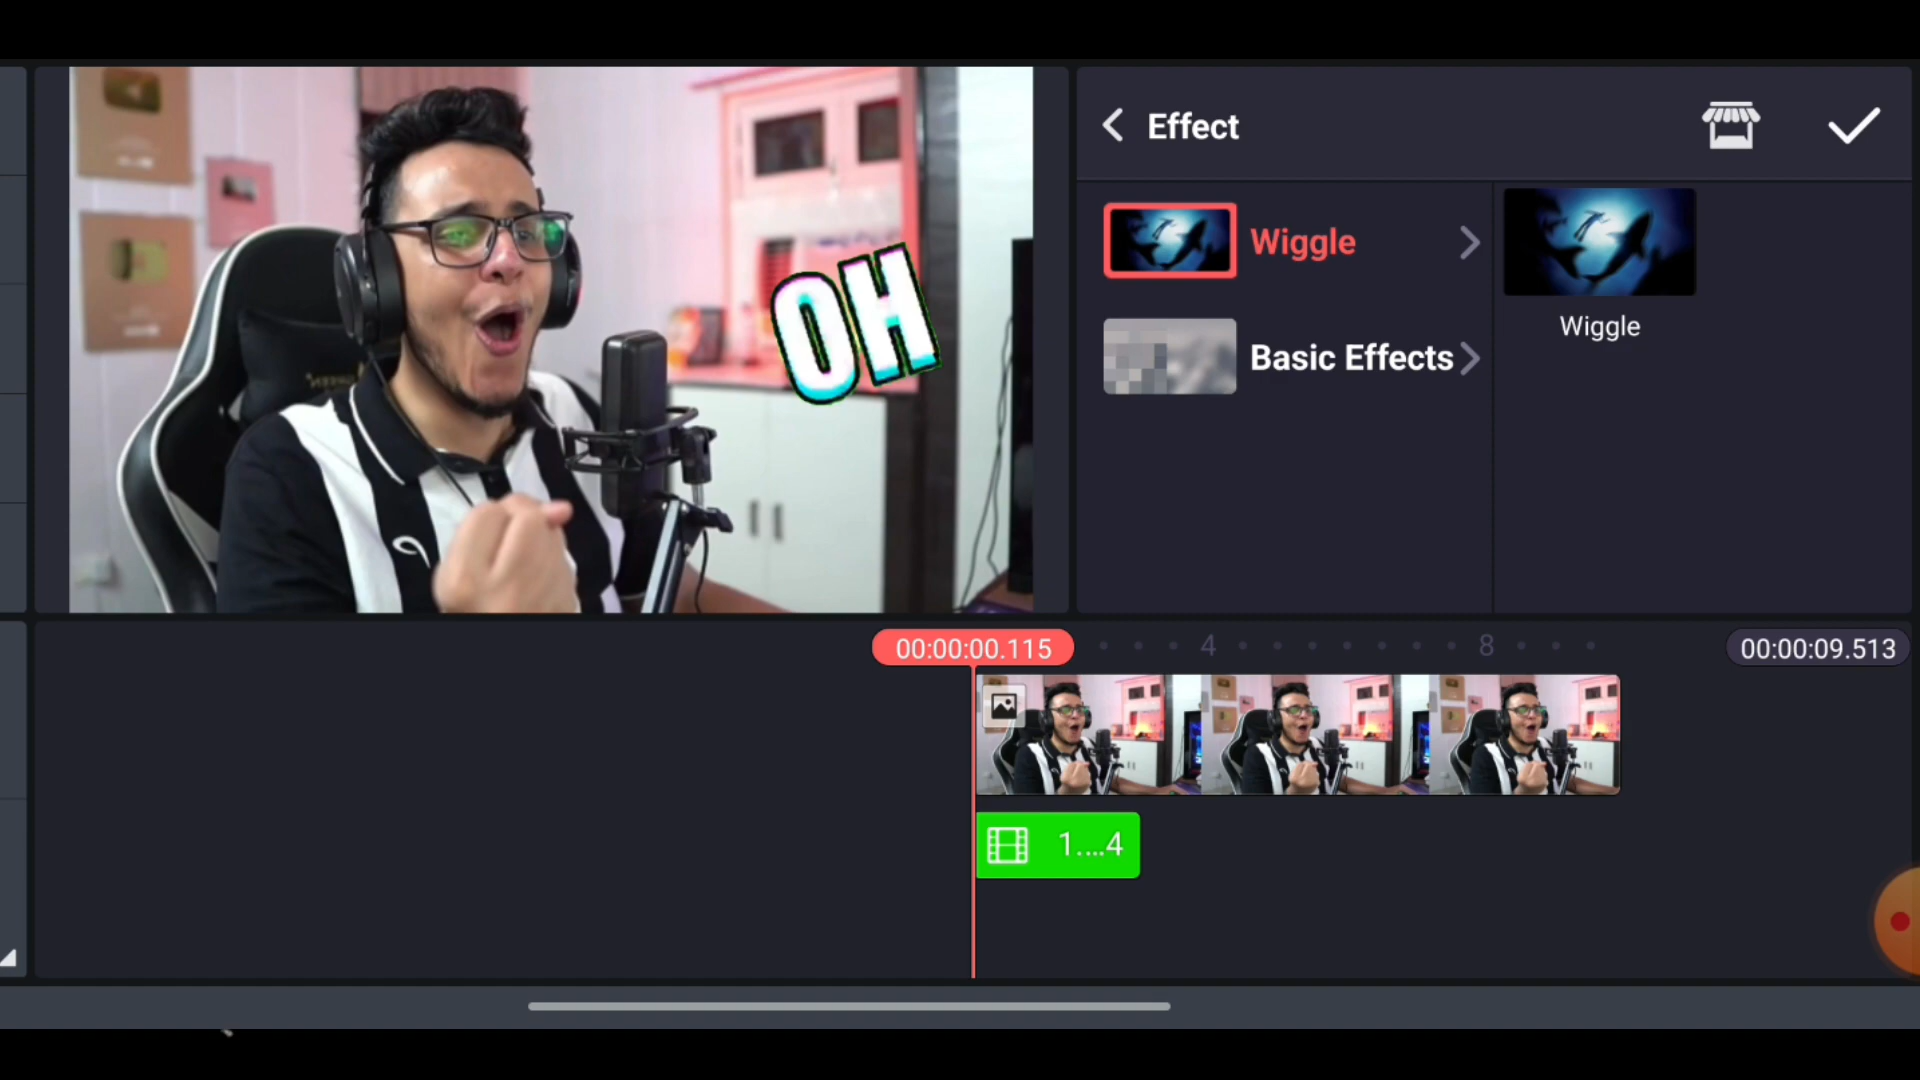 Effect
Wiggle
Wiggle
Basic Effects
OH
00:00:00.115
4
8
00:00:09.513
1....4